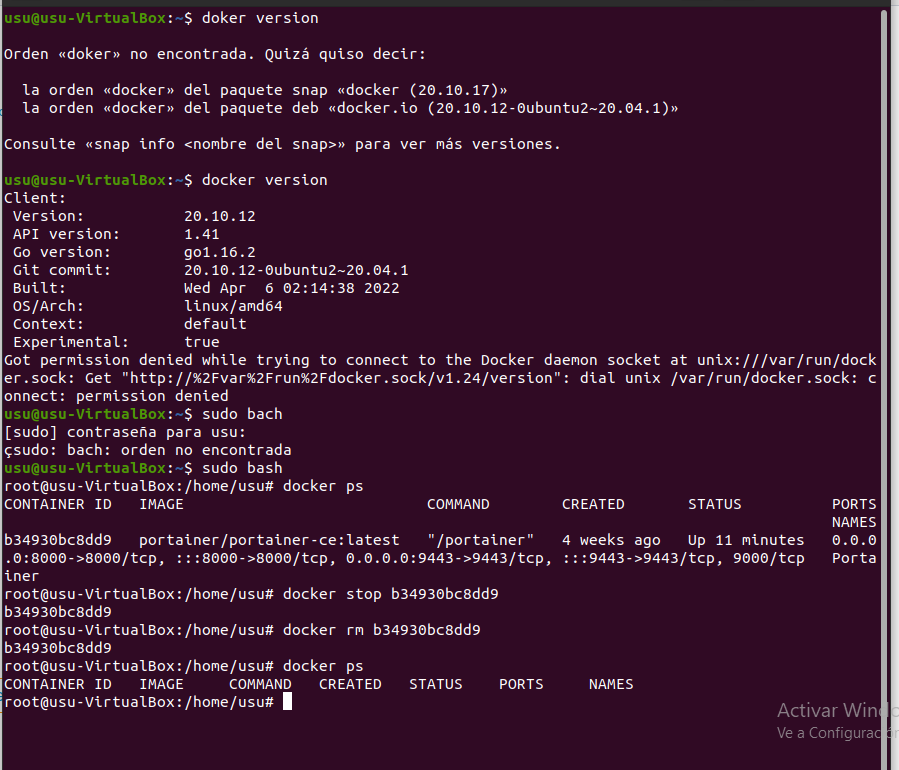 usu@usu-VirtualBox:~$ doker version
Orden «doker» no encontrada. Quizá quiso decir:
la orden «docker» del paquete snap «docker (20.10.17)»
la orden «docker» del paquete deb «docker.io (20.10.12-0ubuntu2~20.04.1)»
Consulte «snap info <nombre del snap>» para ver más versiones.
usu@usu-VirtualBox:~$ docker version
Client:
Version: 20.10.12
API version: 1.41
Go version: go1.16.2
Git commit: 20.10.12-0ubuntu2~20.04.1
Built: Wed Apr  6 02:14:38 2022
OS/Arch: linux/amd64
Context: default
Experimental: true
Got permission denied while trying to connect to the Docker daemon socket at unix:///var/run/dock
er.sock: Get "http://%2Fvar%2Frun%2Fdocker.sock/v1.24/version": dial unix /var/run/docker.sock: c
onnect: permission denied
usu@usu-VirtualBox:~$ sudo bach
[sudo] contraseña para usu:
çsudo: bach: orden no encontrada
usu@usu-VirtualBox:~$ sudo bash
root@usu-VirtualBox:/home/usu# docker ps
CONTAINER ID   IMAGE   COMMAND   CREATED   STATUS   PORTS
NAMES
b34930bc8dd9   portainer/portainer-ce:latest   "/portainer"   4 weeks ago   Up 11 minutes   0.0.0
.0:8000->8000/tcp, :::8000->8000/tcp, 0.0.0.0:9443->9443/tcp, :::9443->9443/tcp, 9000/tcp   Porta
iner
root@usu-VirtualBox:/home/usu# docker stop b34930bc8dd9
b34930bc8dd9
root@usu-VirtualBox:/home/usu# docker rm b34930bc8dd9
b34930bc8dd9
root@usu-VirtualBox:/home/usu# docker ps
CONTAINER ID   IMAGE   COMMAND   CREATED   STATUS   PORTS   NAMES
root@usu-VirtualBox:/home/usu#
Activar Windo
Ve a Configuración